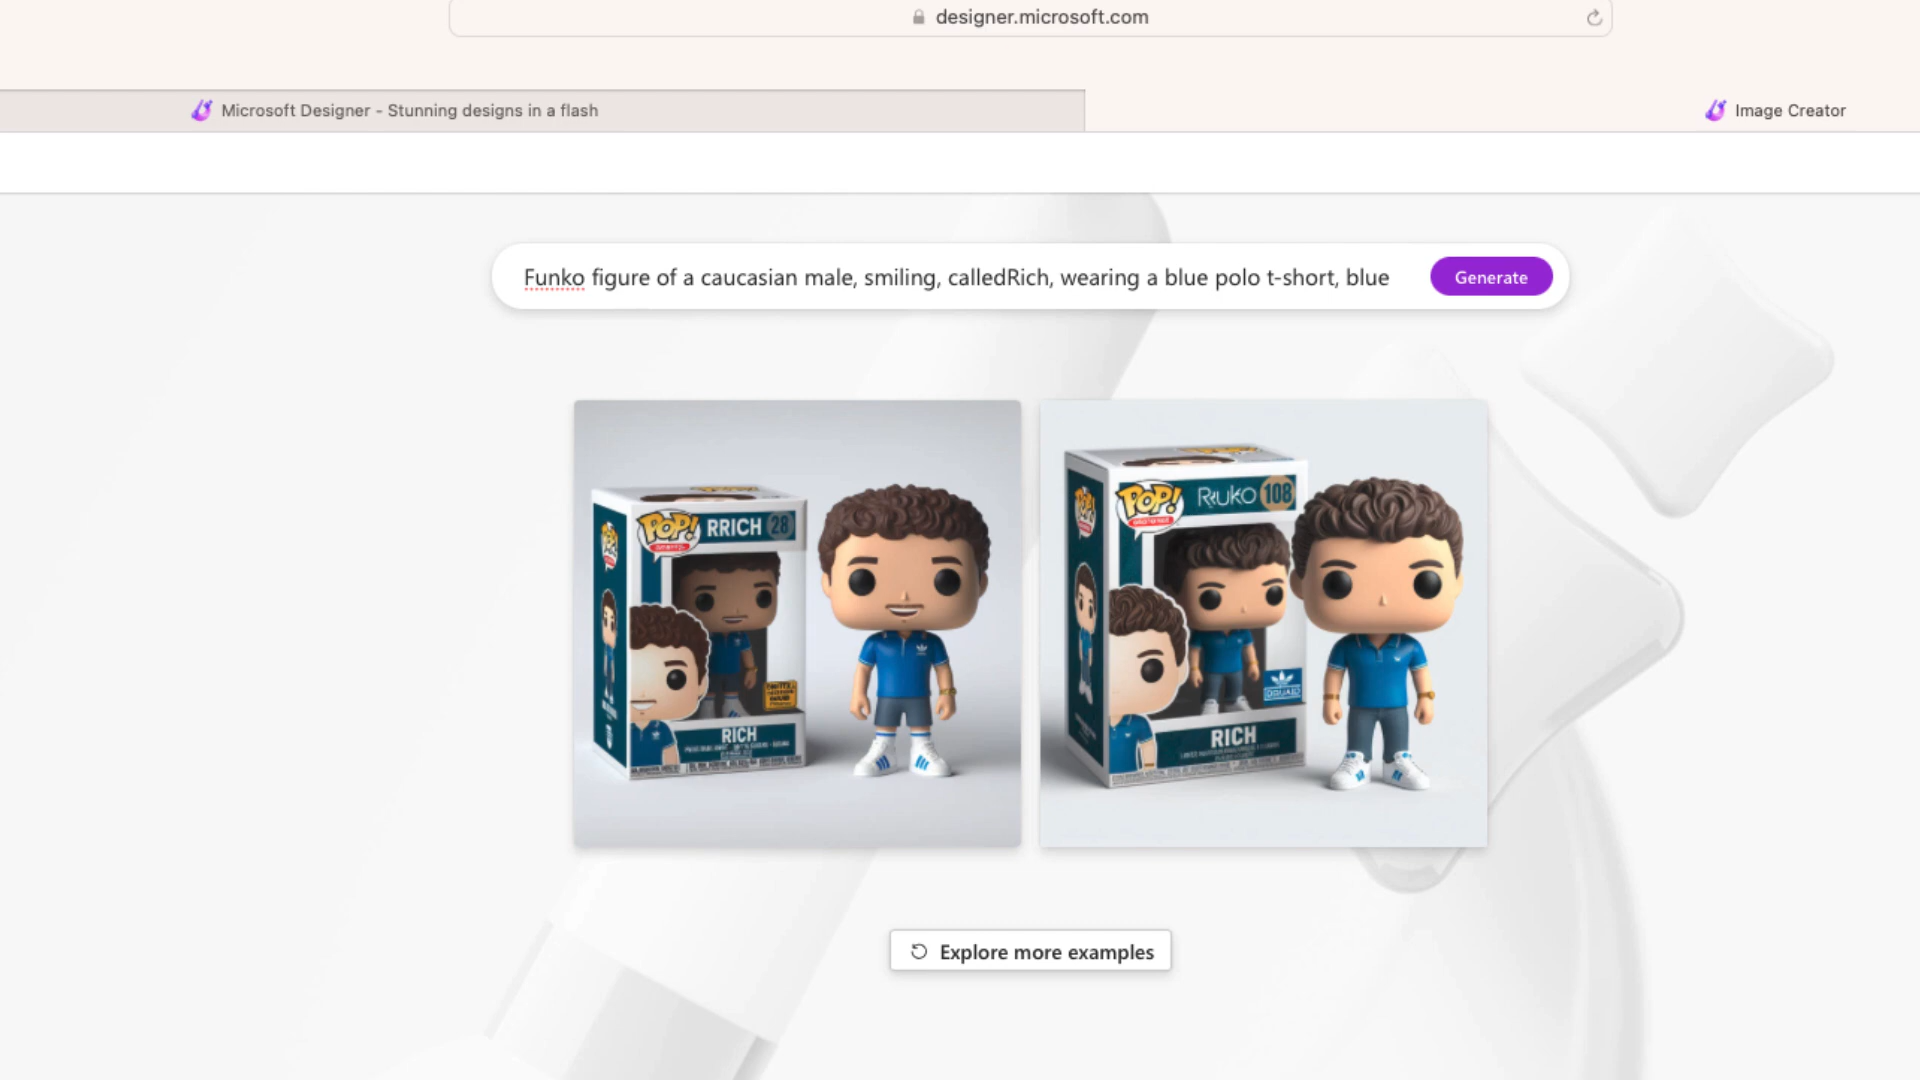 designer.microsoft.com
Microsoft Designer - Stunning designs in a flash
Image Creator
Funko figure of a caucasian male, smiling, calledRich, wearing a blue polo t-short, blue
Generate
POP! RRICH 28
RICH
POP! 108
RICH
Explore more examples